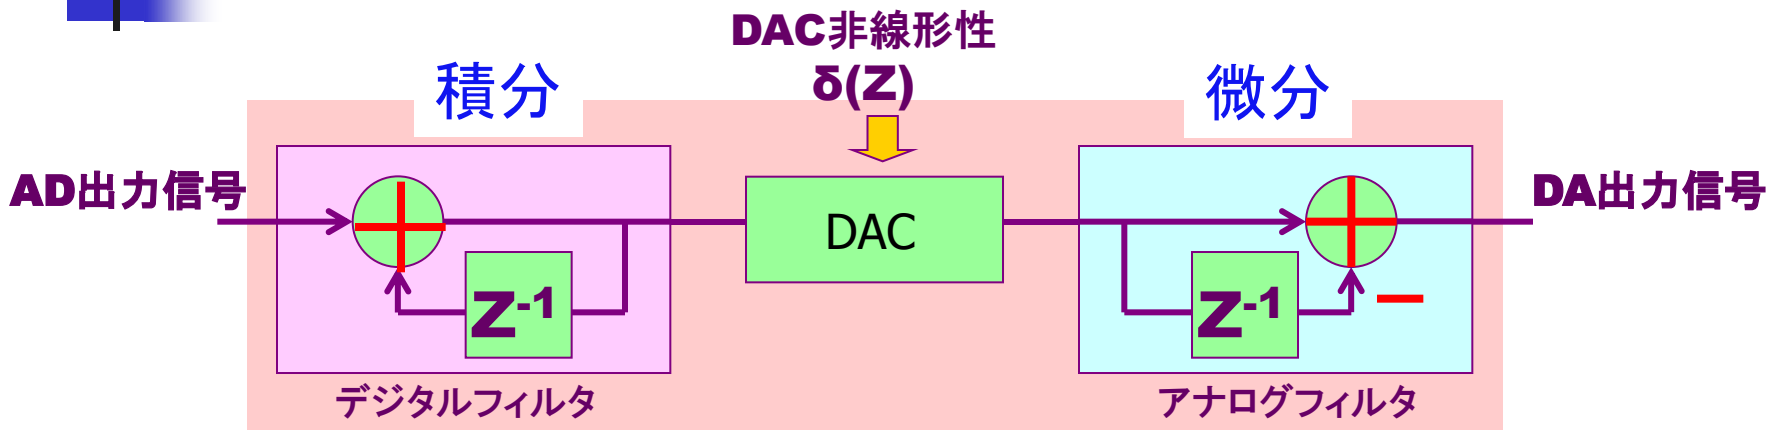 DAC非線形性
δ(Z)
積分
微分
AD出力信号
DAC
DA出力信号
Z-1
Z-1
デジタルフィルタ
アナログフィルタ